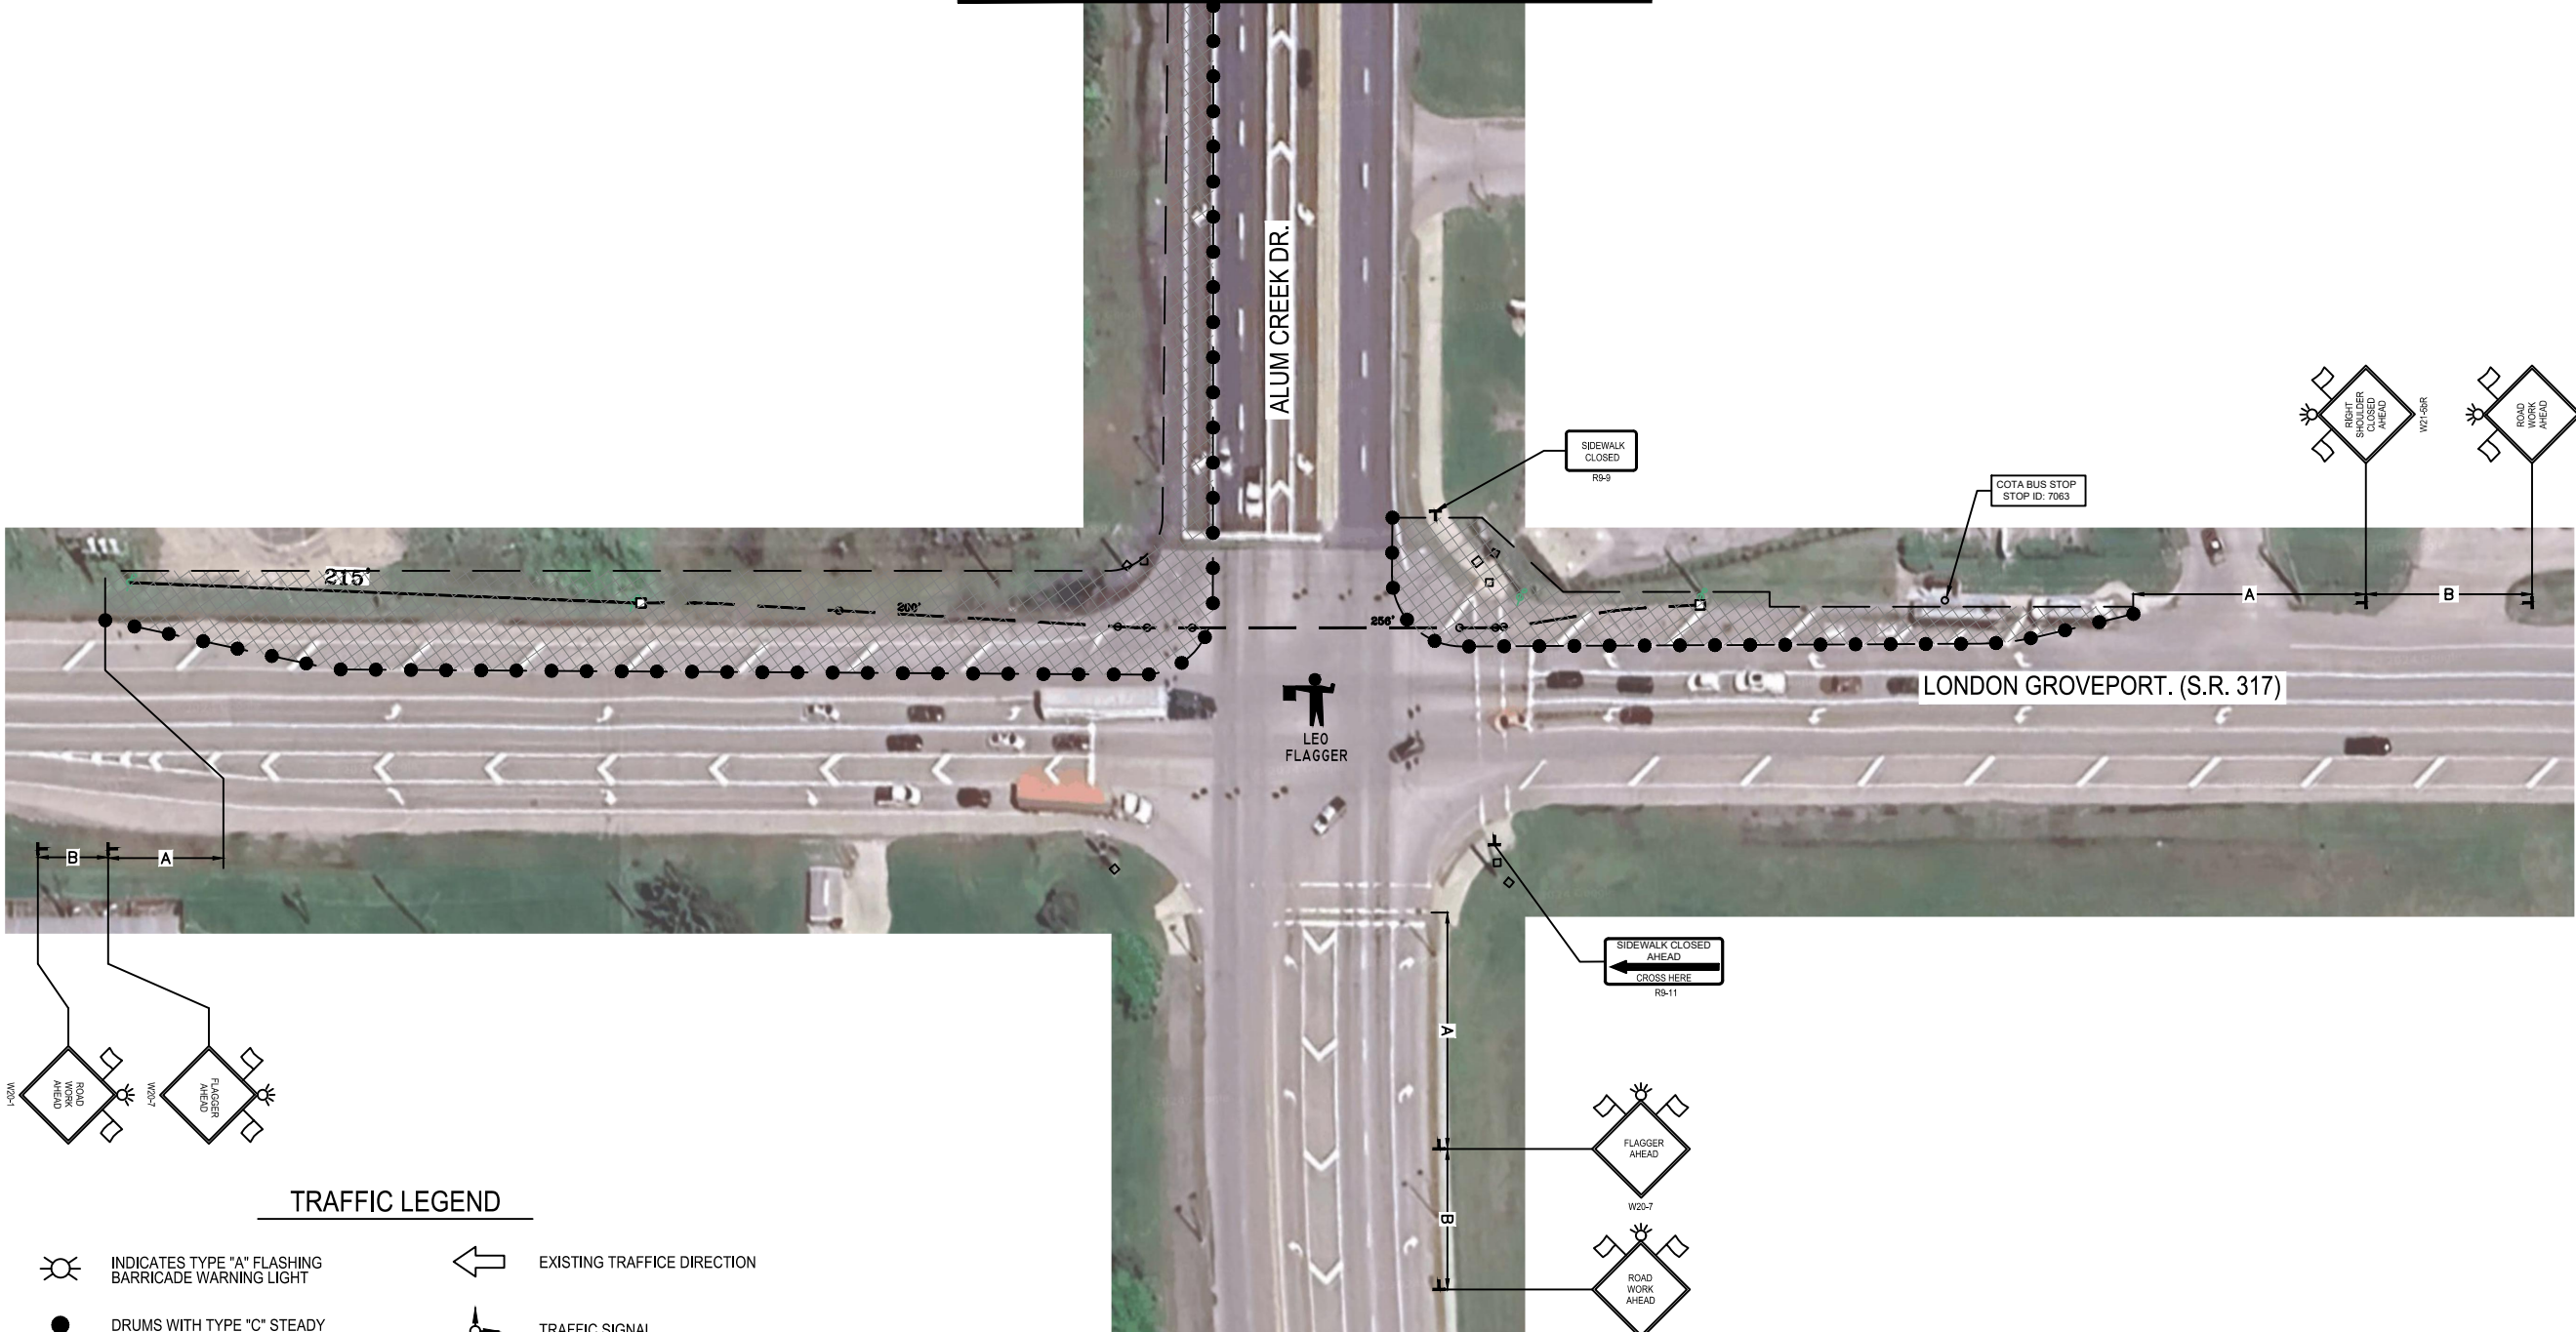 ALUM CREEK DR.
SIDEWALK
CLOSED
R9-9
RIGHT
SHOULDER
CLOSED
AHEAD
W21-5bR
ROAD
WORK
AHEAD
COTA BUS STOP
STOP ID: 7063
A
B
215'
200'
256'
LEO
FLAGGER
LONDON GROVEPORT. (S.R. 317)
B
A
SIDEWALK CLOSED
AHEAD
CROSS HERE
R9-11
A
B
ROAD
WORK
AHEAD
W20-1
FLAGGER
AHEAD
W20-7
FLAGGER
AHEAD
W20-7
ROAD
WORK
AHEAD
TRAFFIC LEGEND
INDICATES TYPE "A" FLASHING
BARRICADE WARNING LIGHT
EXISTING TRAFFICE DIRECTION
DRUMS WITH TYPE "C" STEADY
TRAFFIC SIGNAL